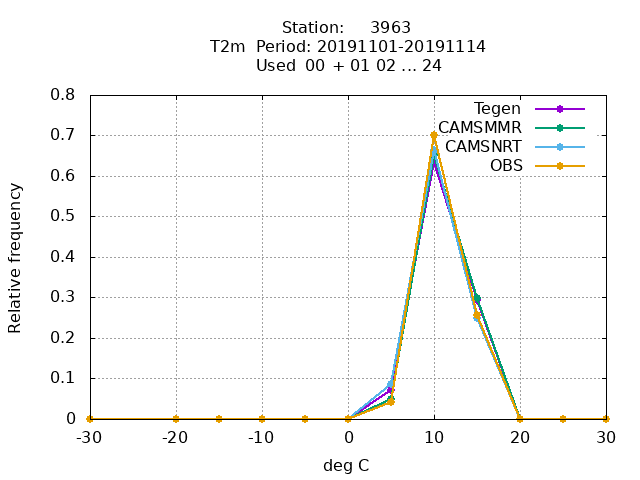 Station: 3963
T2m Period: 20191101-20191114
Used 00 + 01 02 ... 24
Tegen
CAMSMMR
CAMSNRT
OBS
Relative frequency
0.8
0.7
0.6
0.5
0.4
0.3
0.2
0.1
0
-30 -20 -10 0 10 20 30
deg C